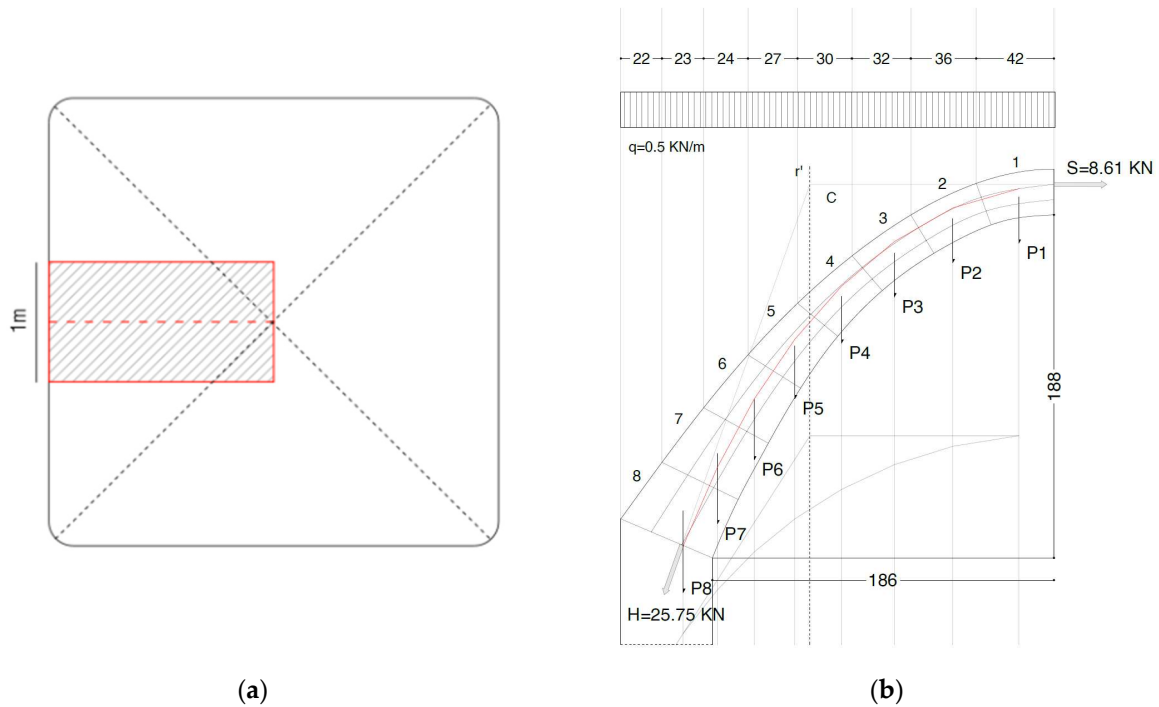 1m
(a)
22 23 24 27 30 32 36 42
q=0.5 KN/m
r'
C
S=8.61 KN
1
2
3
4
5
6
7
8
P1
P2
P3
P4
P5
P6
P7
P8
188
186
H=25.75 KN
(b)